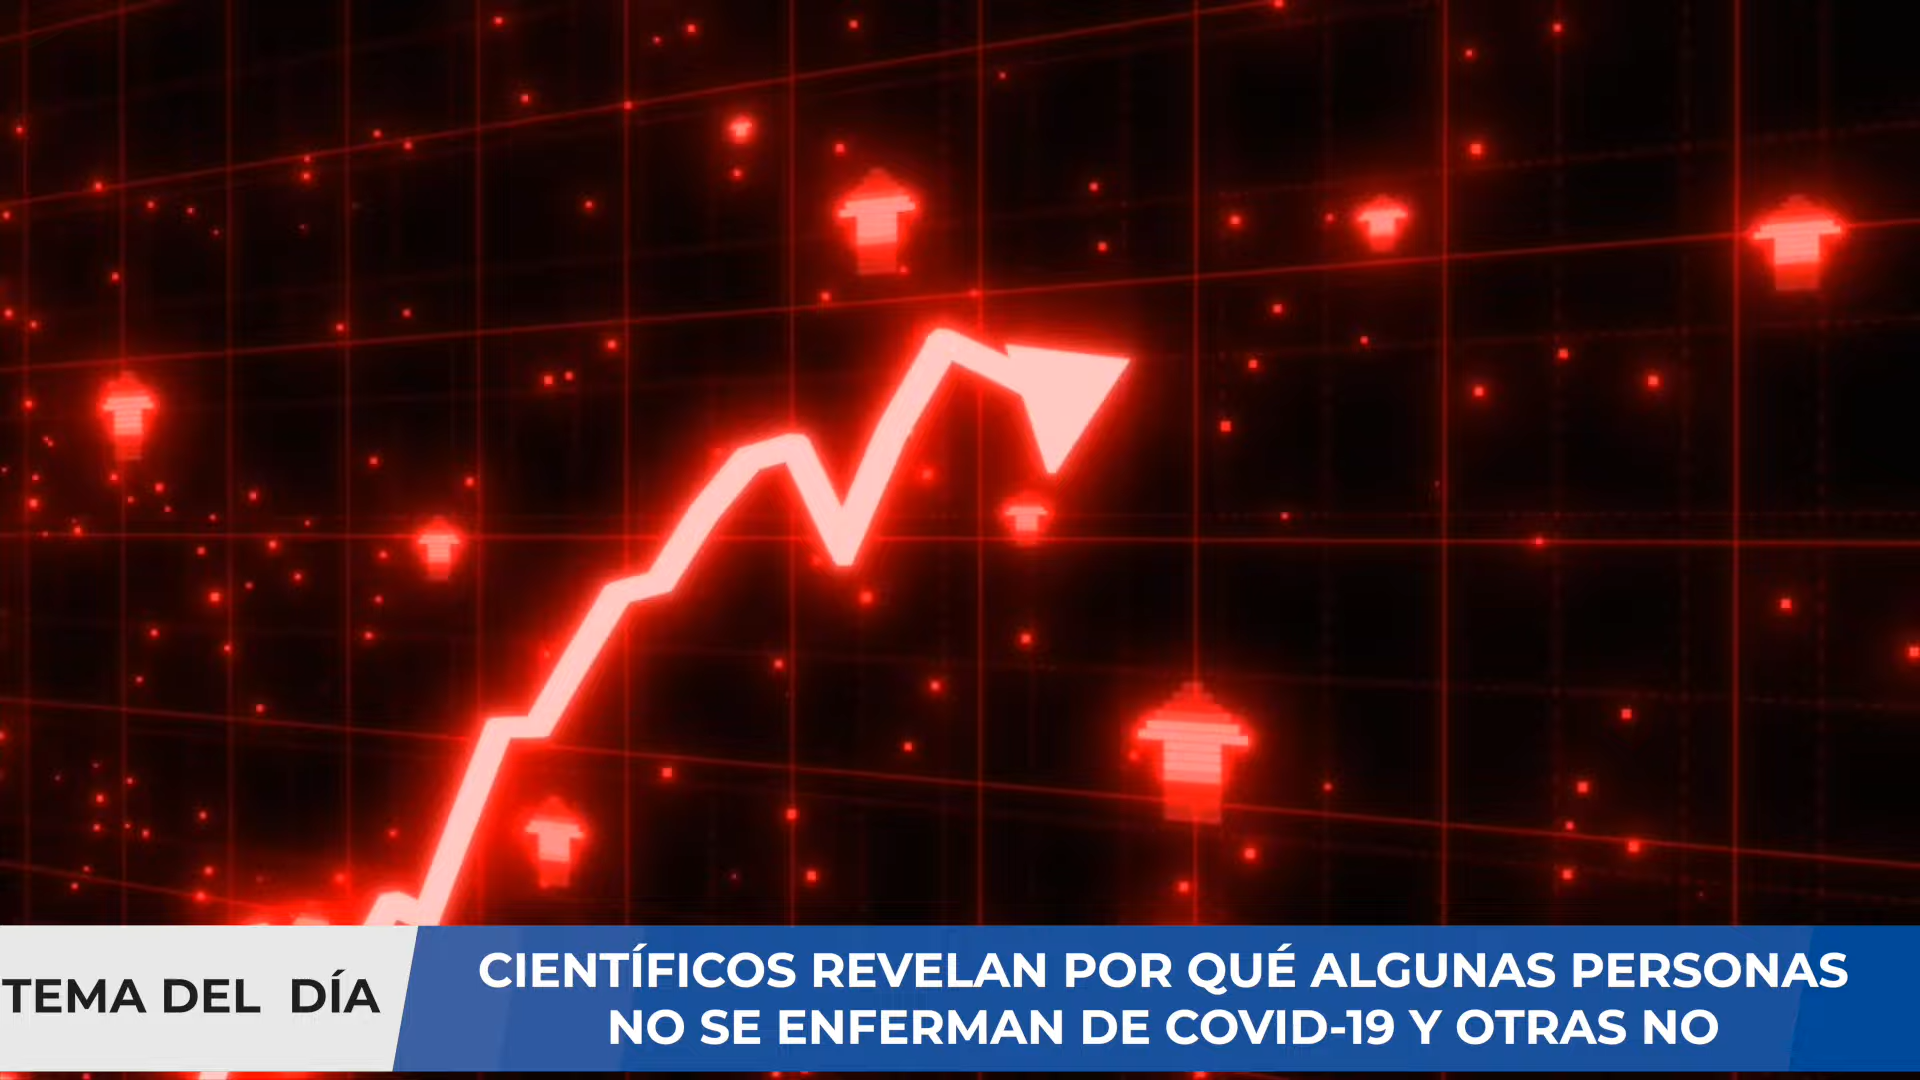 TEMA DEL DÍA
CIENTÍFICOS REVELAN POR QUÉ ALGUNAS PERSONAS
NO SE ENFERMAN DE COVID-19 Y OTRAS NO